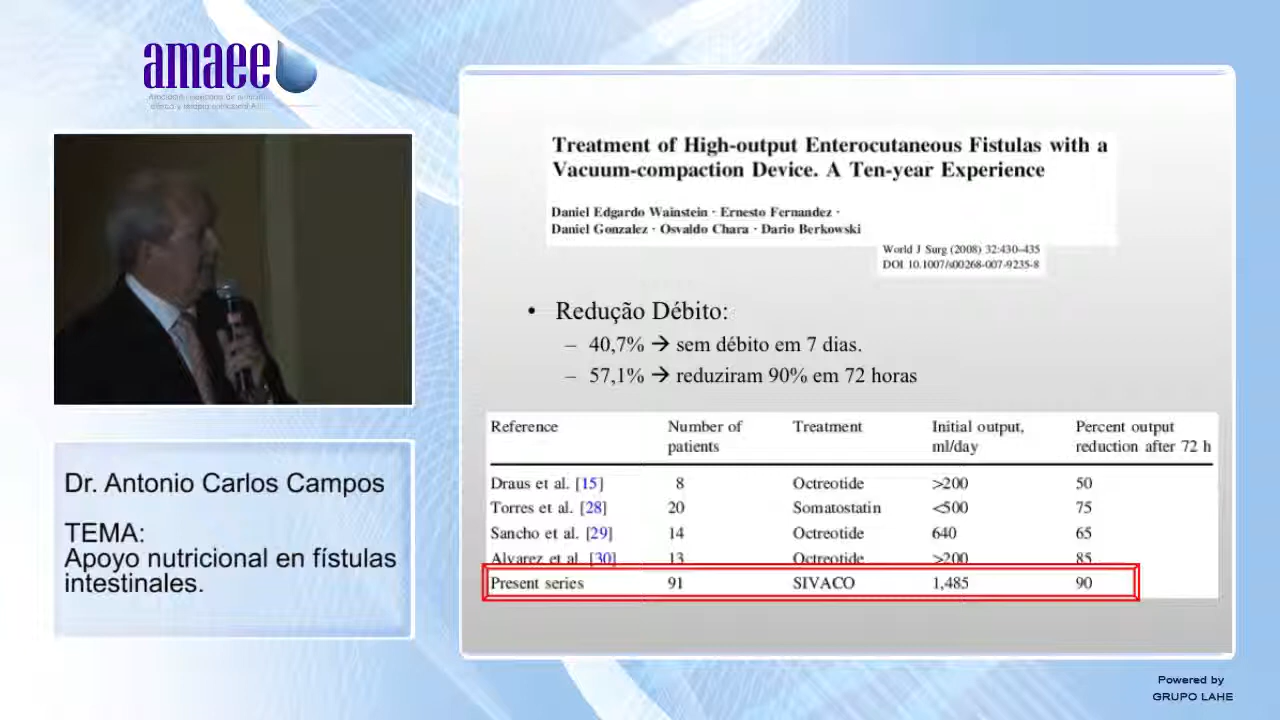 amaee
Treatment of High-output Enterocutaneous Fistulas with a
Vacuum-compaction Device. A Ten-year Experience
Daniel Edgardo Wainstein · Ernesto Fernandez ·
Daniel Gonzalez · Osvaldo Chara · Dario Berkowski
World J Surg (2008) 32:430–435
DOI 10.1007/s00268-007-9235-8
• Redução Débito:
– 40,7% → sem débito em 7 dias.
– 57,1% → reduziram 90% em 72 horas
Reference Number of patients Treatment Initial output, ml/day Percent output reduction after 72 h
Draus et al. [15] 8 Octreotide >200 50
Torres et al. [28] 20 Somatostatin <500 75
Sancho et al. [29] 14 Octreotide 640 65
Alvarez et al. [30] 13 Octreotide >200 85
Present series 91 SIVACO 1,485 90
Dr. Antonio Carlos Campos
TEMA:
Apoyo nutricional en fístulas
intestinales.
Powered by
GRUPO LAHE